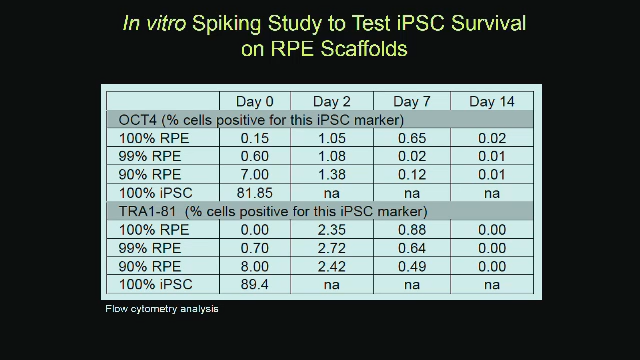 In vitro Spiking Study to Test iPSC Survival
on RPE Scaffolds
Day 0 Day 2 Day 7 Day 14
OCT4 (% cells positive for this iPSC marker)
100% RPE 0.15 1.05 0.65 0.02
99% RPE 0.60 1.08 0.02 0.01
90% RPE 7.00 1.38 0.12 0.01
100% iPSC 81.85 na na na
TRA1-81 (% cells positive for this iPSC marker)
100% RPE 0.00 2.35 0.88 0.00
99% RPE 0.70 2.72 0.64 0.00
90% RPE 8.00 2.42 0.49 0.00
100% iPSC 89.4 na na na
Flow cytometry analysis